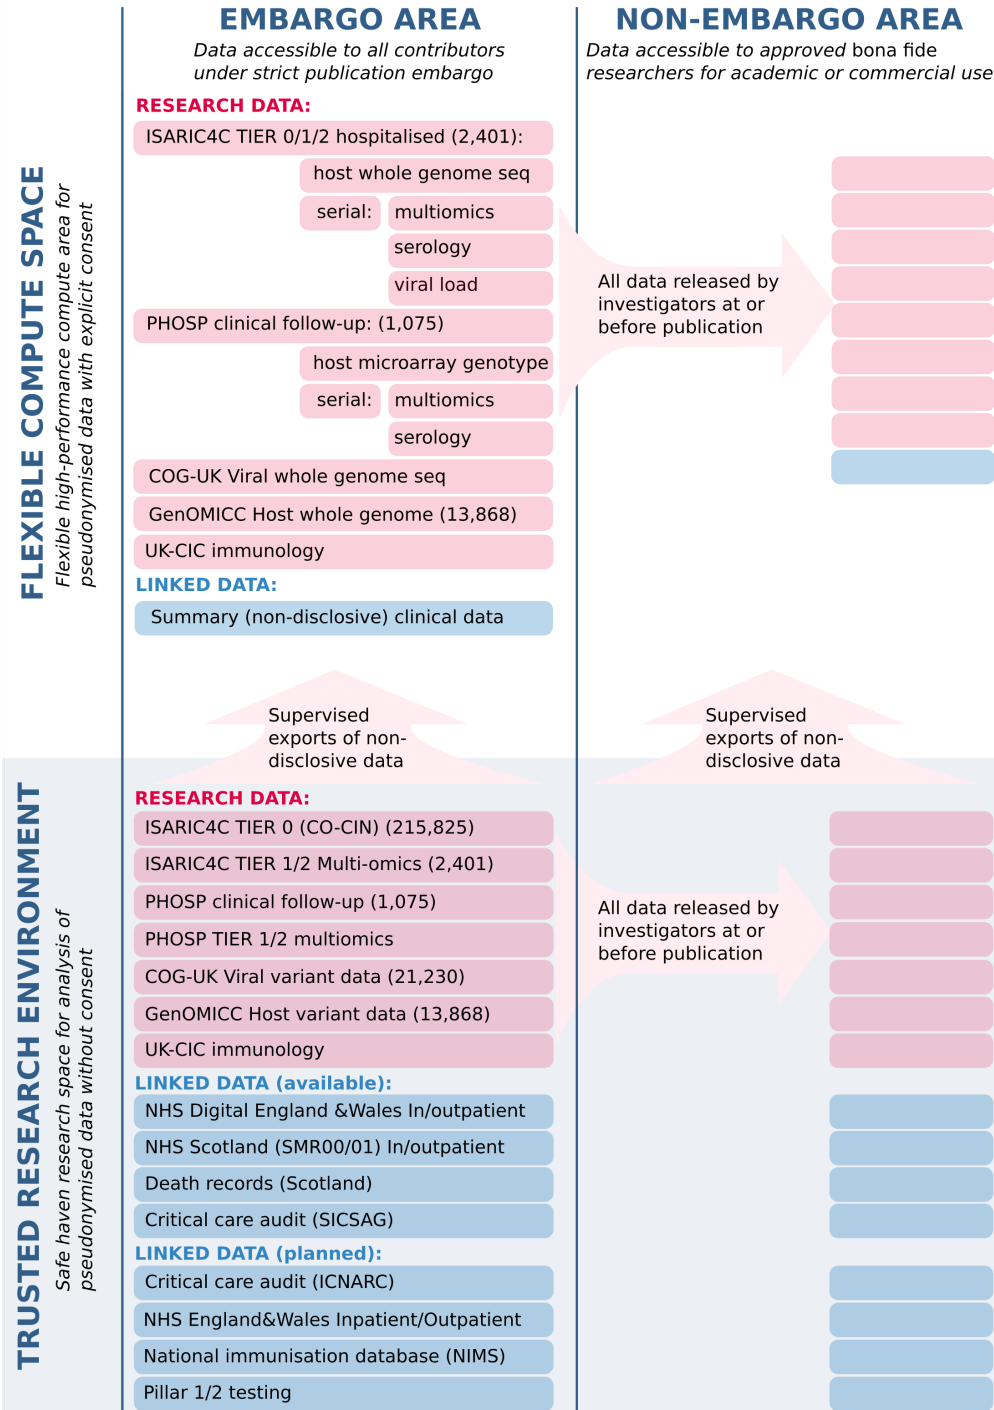 EMBARGO AREA
Data accessible to all contributors
under strict publication embargo
NON-EMBARGO AREA
Data accessible to approved bona fide
researchers for academic or commercial use
FLEXIBLE COMPUTE SPACE
Flexible high-performance compute area for
pseudonymised data with explicit consent
RESEARCH DATA:
ISARIC4C TIER 0/1/2 hospitalised (2,401):
host whole genome seq
serial: multiomics
serology
viral load
PHOSP clinical follow-up: (1,075)
host microarray genotype
serial: multiomics
serology
COG-UK Viral whole genome seq
GenOMICC Host whole genome (13,868)
UK-CIC immunology
LINKED DATA:
Summary (non-disclosive) clinical data
All data released by
investigators at or
before publication
Supervised
exports of non-
disclosive data
Supervised
exports of non-
disclosive data
TRUSTED RESEARCH ENVIRONMENT
Safe haven research space for analysis of
pseudonymised data without consent
RESEARCH DATA:
ISARIC4C TIER 0 (CO-CIN) (215,825)
ISARIC4C TIER 1/2 Multi-omics (2,401)
PHOSP clinical follow-up (1,075)
PHOSP TIER 1/2 multiomics
COG-UK Viral variant data (21,230)
GenOMICC Host variant data (13,868)
UK-CIC immunology
All data released by
investigators at or
before publication
LINKED DATA (available):
NHS Digital England &Wales In/outpatient
NHS Scotland (SMR00/01) In/outpatient
Death records (Scotland)
Critical care audit (SICSAG)
LINKED DATA (planned):
Critical care audit (ICNARC)
NHS England&Wales Inpatient/Outpatient
National immunisation database (NIMS)
Pillar 1/2 testing